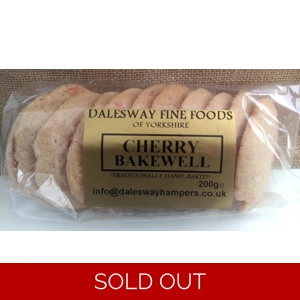 DALESWAY FINE FOODS
OF YORKSHIRE
CHERRY
BAKEWELL
"TRADITIONALLY HAND-BAKED"
200g℮
info@daleswayhampers.co.uk
SOLD OUT